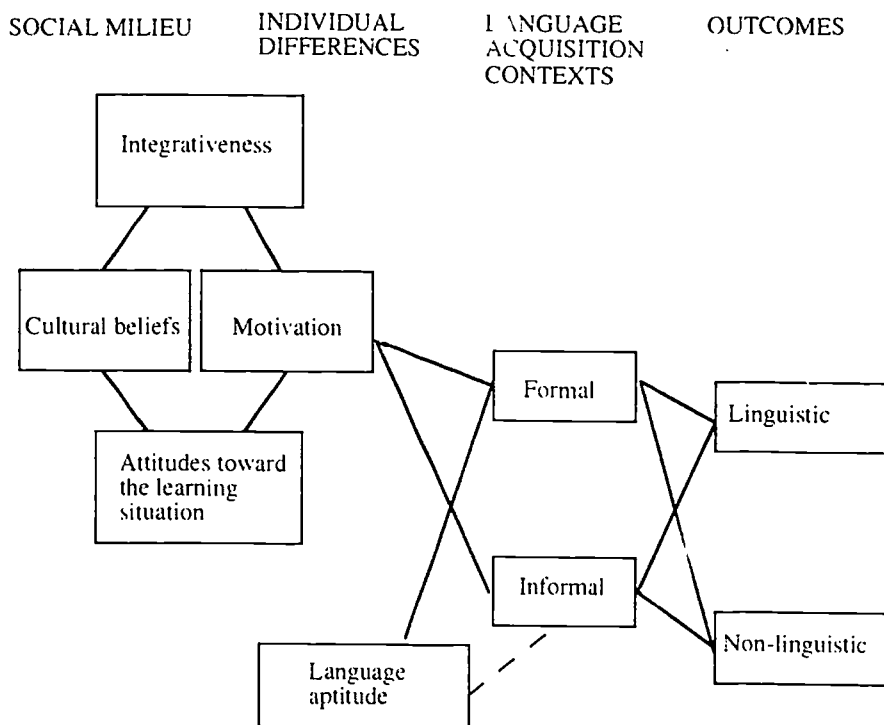 SOCIAL MILIEU
INDIVIDUAL
DIFFERENCES
LANGUAGE
ACQUISITION
CONTEXTS
OUTCOMES
Integrativeness
Cultural beliefs
Motivation
Attitudes toward
the learning
situation
Formal
Informal
Language
aptitude
Linguistic
Non-linguistic